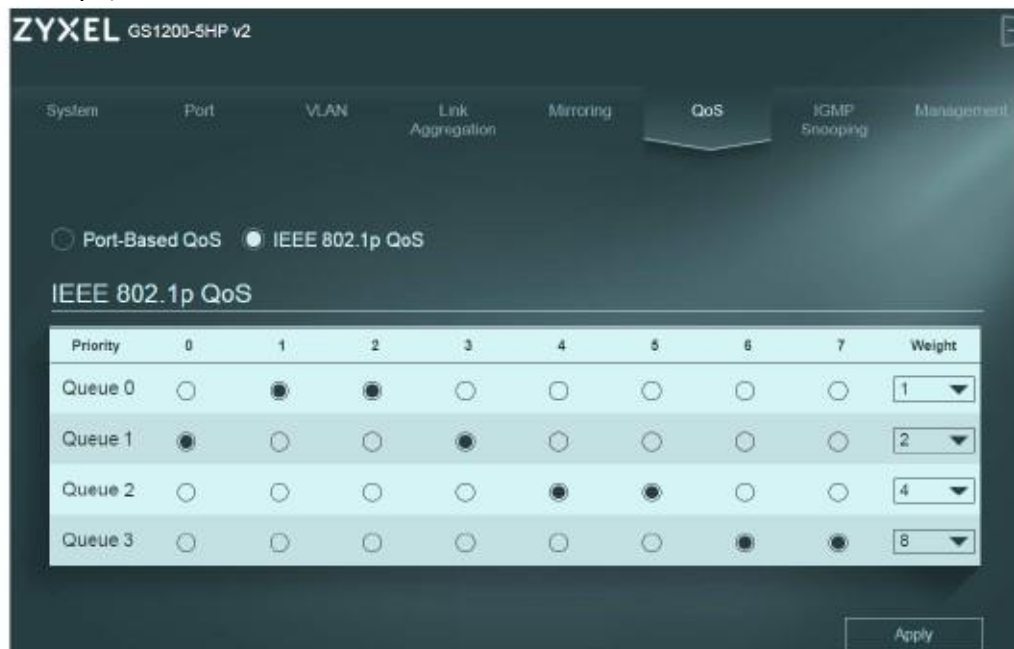 ZYXEL GS1200-5HP v2
System Port VLAN Link Aggregation Mirroring QoS IGMP Snooping Management
Port-Based QoS IEEE 802.1p QoS
IEEE 802.1p QoS
Priority 0 1 2 3 4 5 6 7 Weight
Queue 0 1
Queue 1 2
Queue 2 4
Queue 3 8
Apply